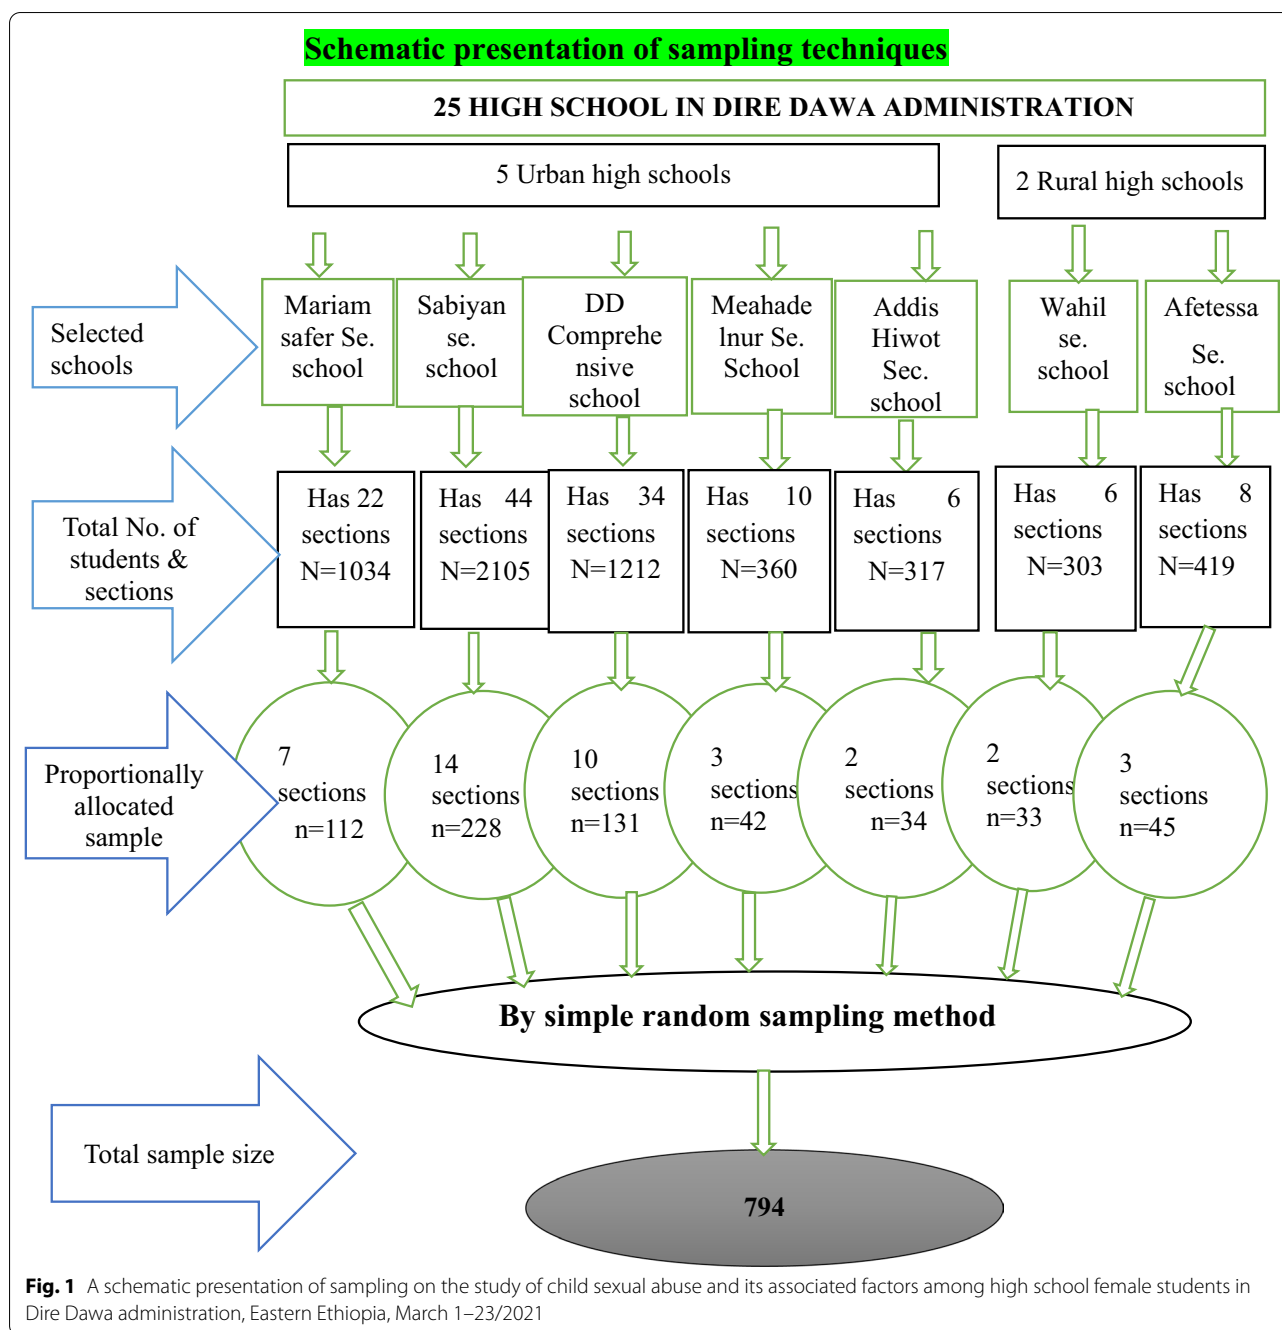 Schematic presentation of sampling techniques
25 HIGH SCHOOL IN DIRE DAWA ADMINISTRATION
5 Urban high schools
2 Rural high schools
Selected
schools
Mariam
safer Se.
school
Sabiyan
se.
school
DD
Comprehe
nsive
school
Meahade
lnur Se.
School
Addis
Hiwot
Sec.
school
Wahil
se.
school
Afetessa
Se.
school
Total No. of
students &
sections
Has 22
sections
N=1034
Has 44
sections
N=2105
Has 34
sections
N=1212
Has 10
sections
N=360
Has 6
sections
N=317
Has 6
sections
N=303
Has 8
sections
N=419
Proportionally
allocated
sample
7
sections
n=112
14
sections
n=228
10
sections
n=131
3
sections
n=42
2
sections
n=34
2
sections
n=33
3
sections
n=45
By simple random sampling method
Total sample size
794
Fig. 1 A schematic presentation of sampling on the study of child sexual abuse and its associated factors among high school female students in
Dire Dawa administration, Eastern Ethiopia, March 1–23/2021